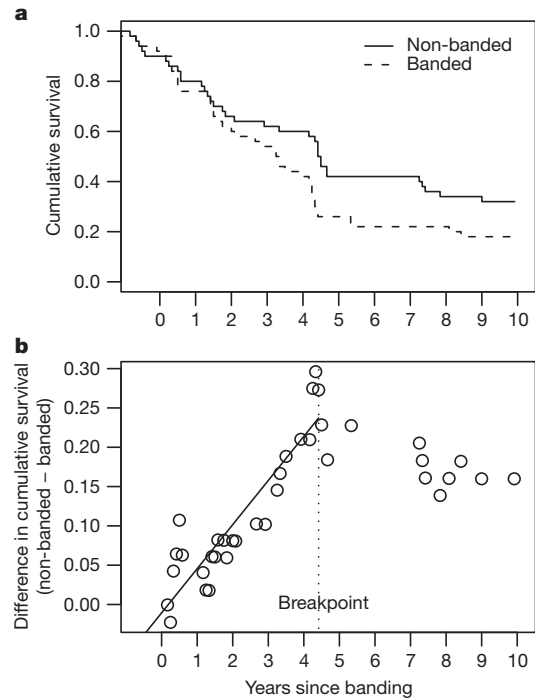 a
1.0
0.8
0.6
0.4
0.2
0.0
Cumulative survival
Non-banded
Banded
0 1 2 3 4 5 6 7 8 9 10
b
0.30
0.25
0.20
0.15
0.10
0.05
0.00
Difference in cumulative survival
(non-banded – banded)
Breakpoint
0 1 2 3 4 5 6 7 8 9 10
Years since banding